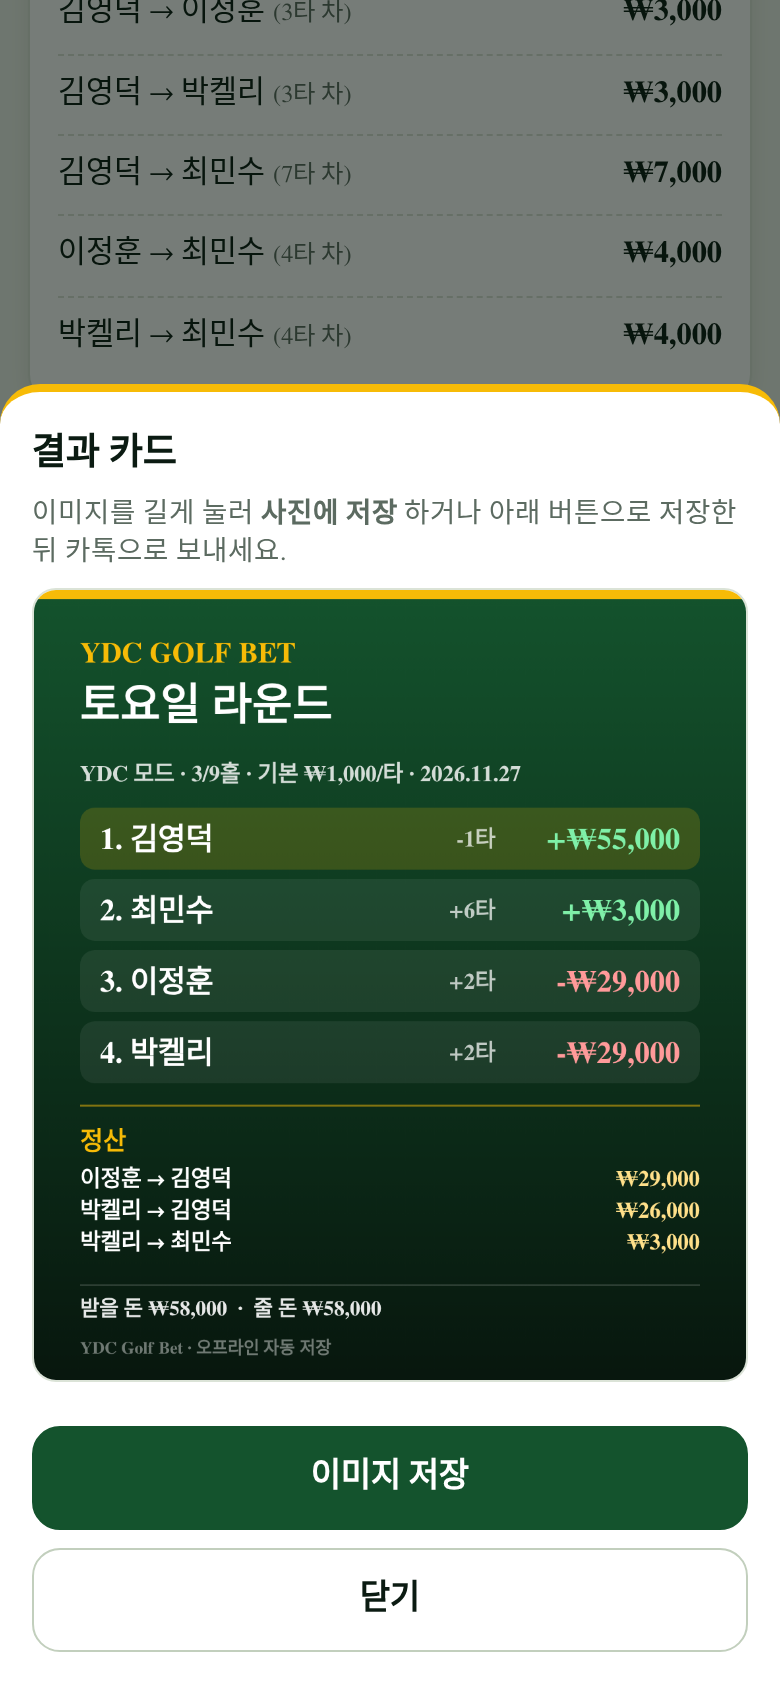 김영덕 → 이정훈 (3타 차) ₩3,000
김영덕 → 박켈리 (3타 차) ₩3,000
김영덕 → 최민수 (7타 차) ₩7,000
이정훈 → 최민수 (4타 차) ₩4,000
박켈리 → 최민수 (4타 차) ₩4,000
결과 카드
이미지를 길게 눌러 사진에 저장 하거나 아래 버튼으로 저장한
뒤 카톡으로 보내세요.
YDC GOLF BET
토요일 라운드
YDC 모드 · 3/9홀 · 기본 ₩1,000/타 · 2026.11.27
1. 김영덕 -1타 +₩55,000
2. 최민수 +6타 +₩3,000
3. 이정훈 +2타 -₩29,000
4. 박켈리 +2타 -₩29,000
정산
이정훈 → 김영덕 ₩29,000
박켈리 → 김영덕 ₩26,000
박켈리 → 최민수 ₩3,000
받을 돈 ₩58,000 · 줄 돈 ₩58,000
YDC Golf Bet · 오프라인 자동 저장
이미지 저장
닫기